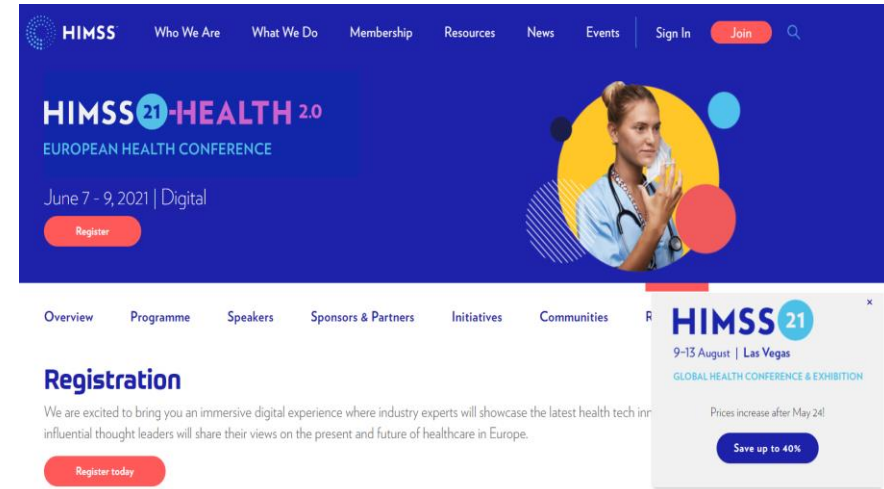 HIMSS Who We Are What We Do Membership Resources News Events Sign In Join
HIMSS 21 -HEALTH 2.0
EUROPEAN HEALTH CONFERENCE
June 7 - 9, 2021 | Digital
Register
Overview Programme Speakers Sponsors & Partners Initiatives Communities
Registration
We are excited to bring you an immersive digital experience where industry experts will showcase the latest health tech
influential thought leaders will share their views on the present and future of healthcare in Europe.
Register today
×
HIMSS 21
9-13 August | Las Vegas
GLOBAL HEALTH CONFERENCE & EXHIBITION
Prices increase after May 24!
Save up to 40%